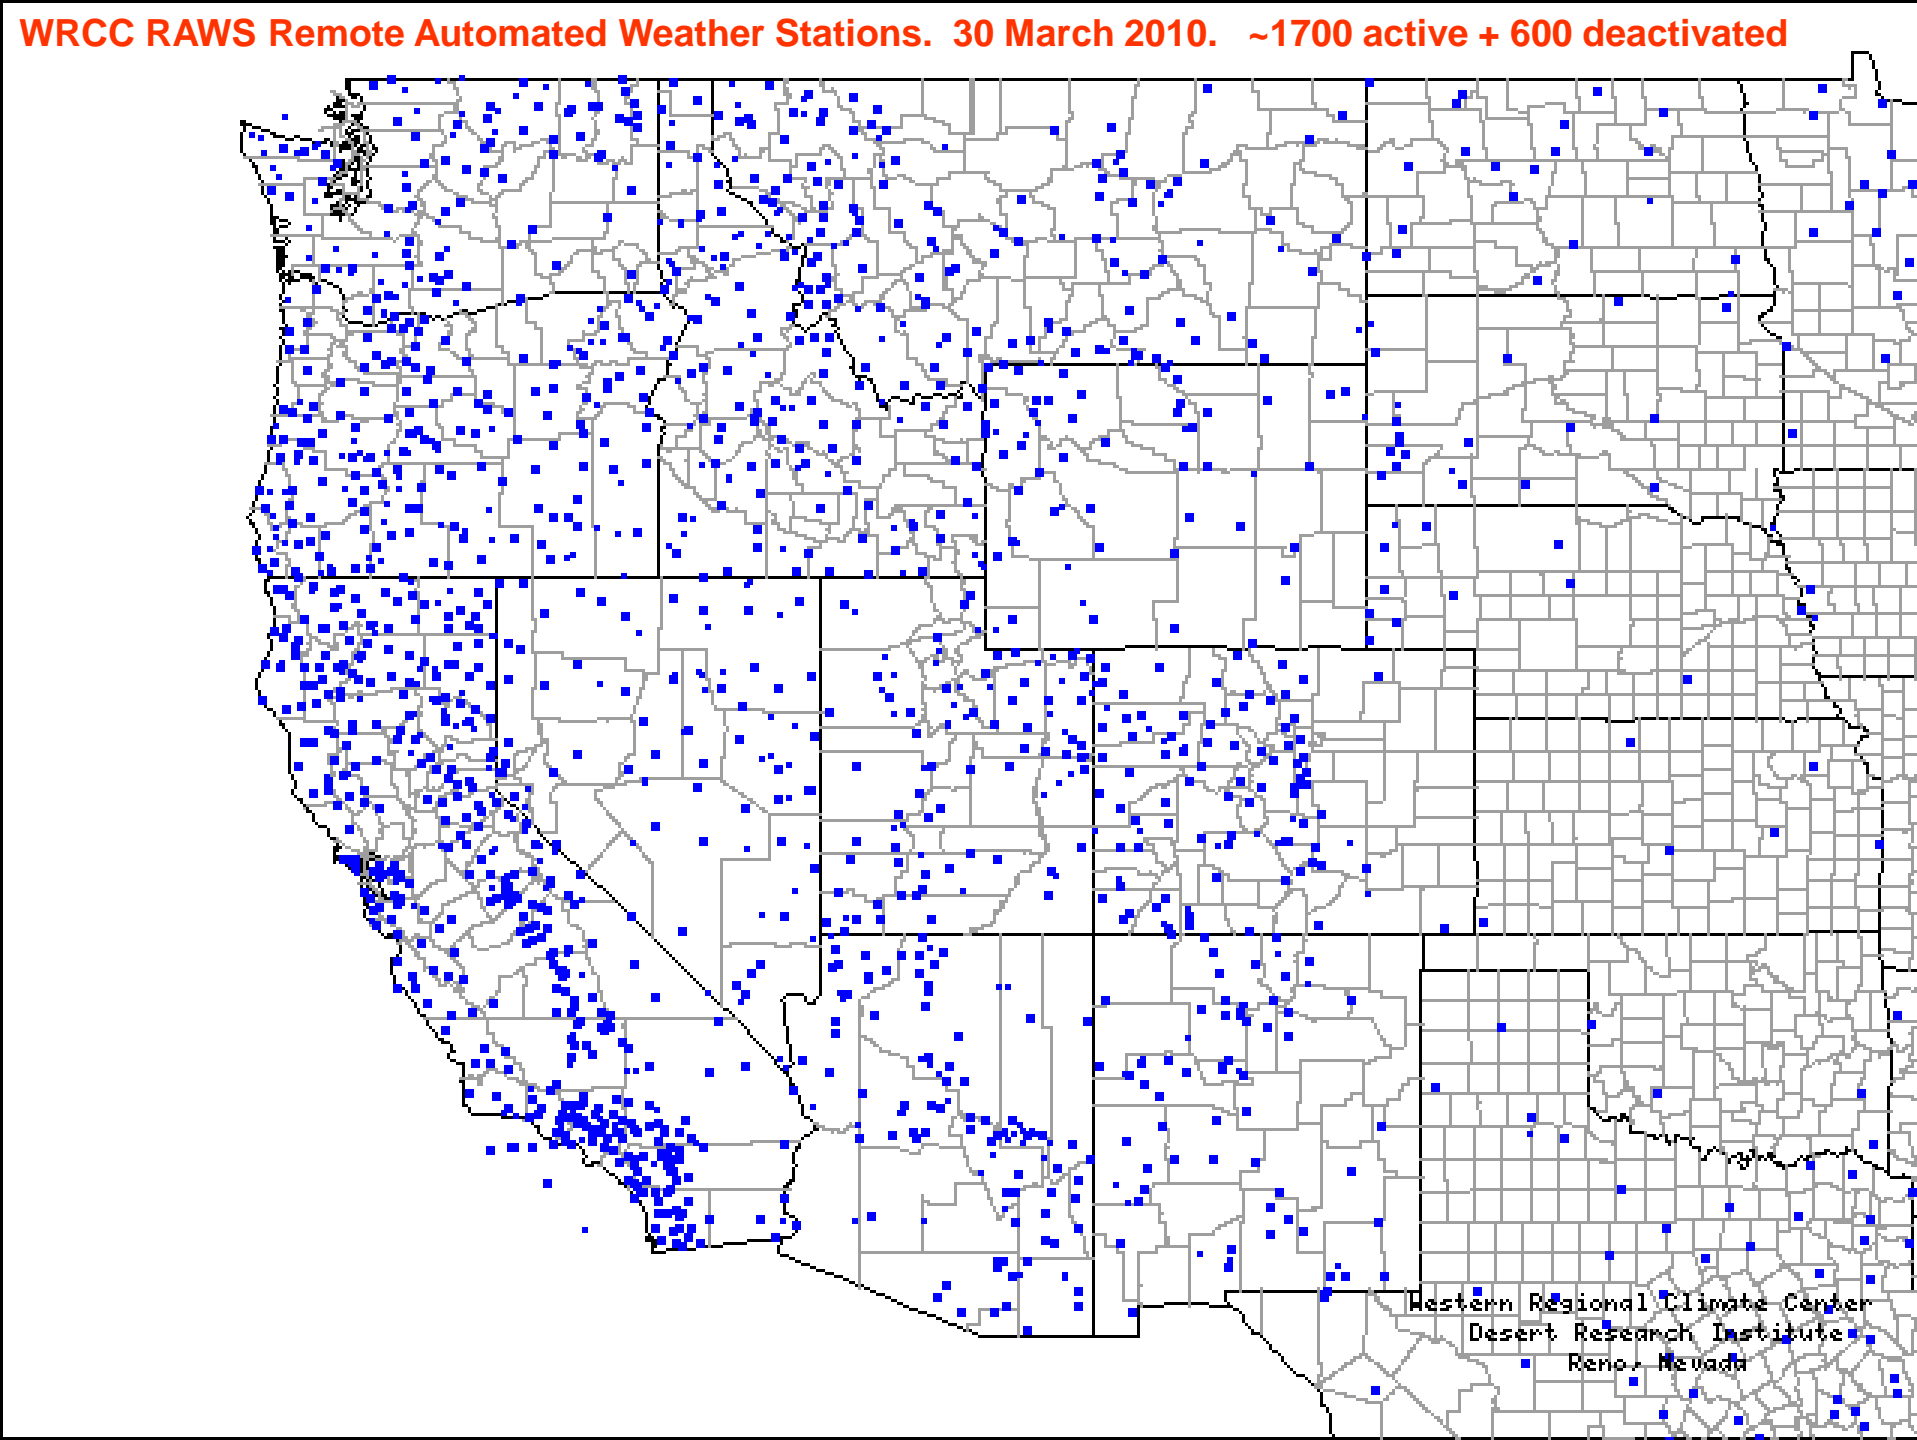 WRCC RAWS Remote Automated Weather Stations.  30 March 2010.   ~1700 active + 600 deactivated
Western Regional Climate Center
Desert Research Institute
Reno, Nevada